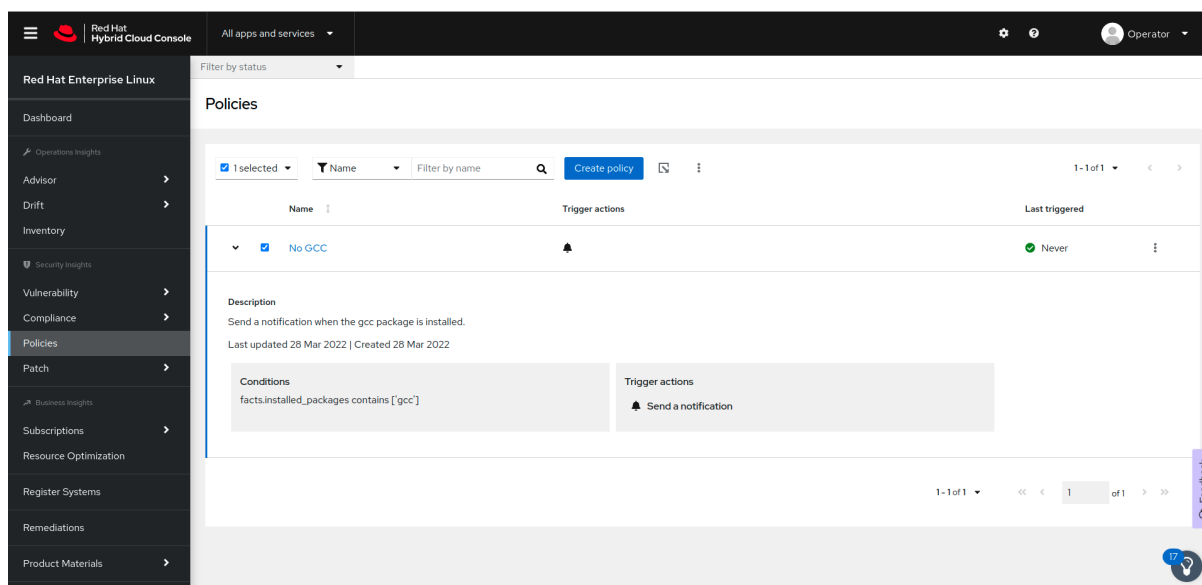 Red Hat
Hybrid Cloud Console
All apps and services
Operator
Red Hat Enterprise Linux
Dashboard
Operations Insights
Advisor
Drift
Inventory
Security Insights
Vulnerability
Compliance
Policies
Patch
Business Insights
Subscriptions
Resource Optimization
Register Systems
Remediations
Product Materials
Filter by status
Policies
1 selected
Name
Filter by name
Create policy
1 - 1 of 1
Name
Trigger actions
Last triggered
No GCC
Never
Description
Send a notification when the gcc package is installed.
Last updated 28 Mar 2022 | Created 28 Mar 2022
Conditions
facts.installed_packages contains ['gcc']
Trigger actions
Send a notification
1 - 1 of 1
1
of 1
17